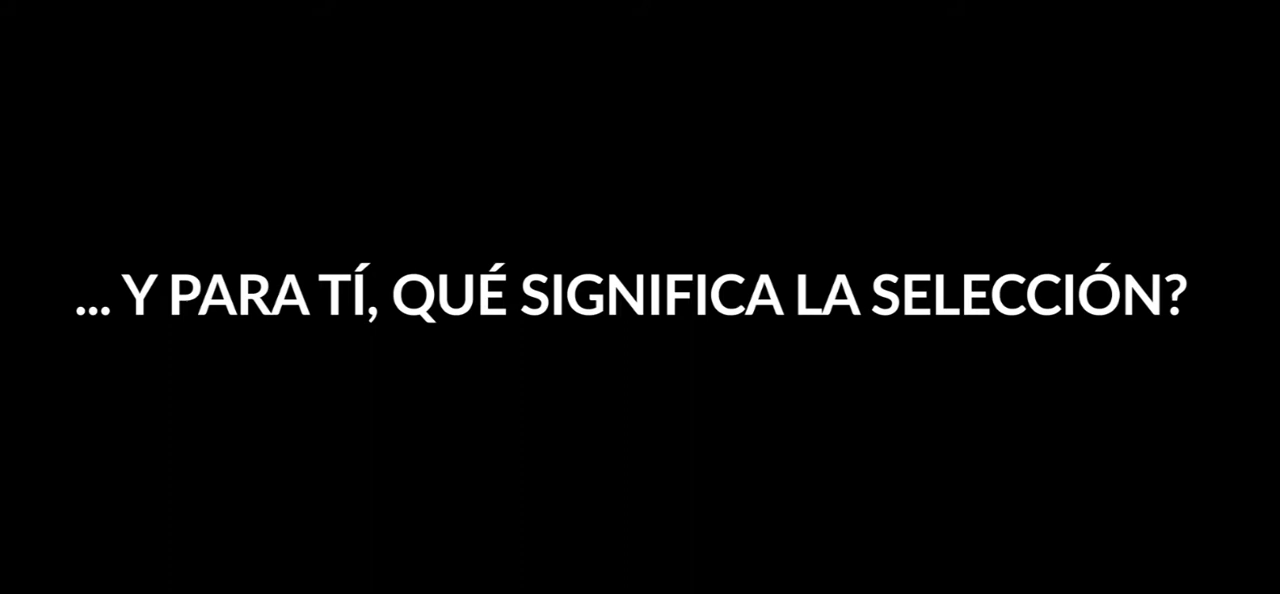 ... Y PARA TÍ, QUÉ SIGNIFICA LA SELECCIÓN?